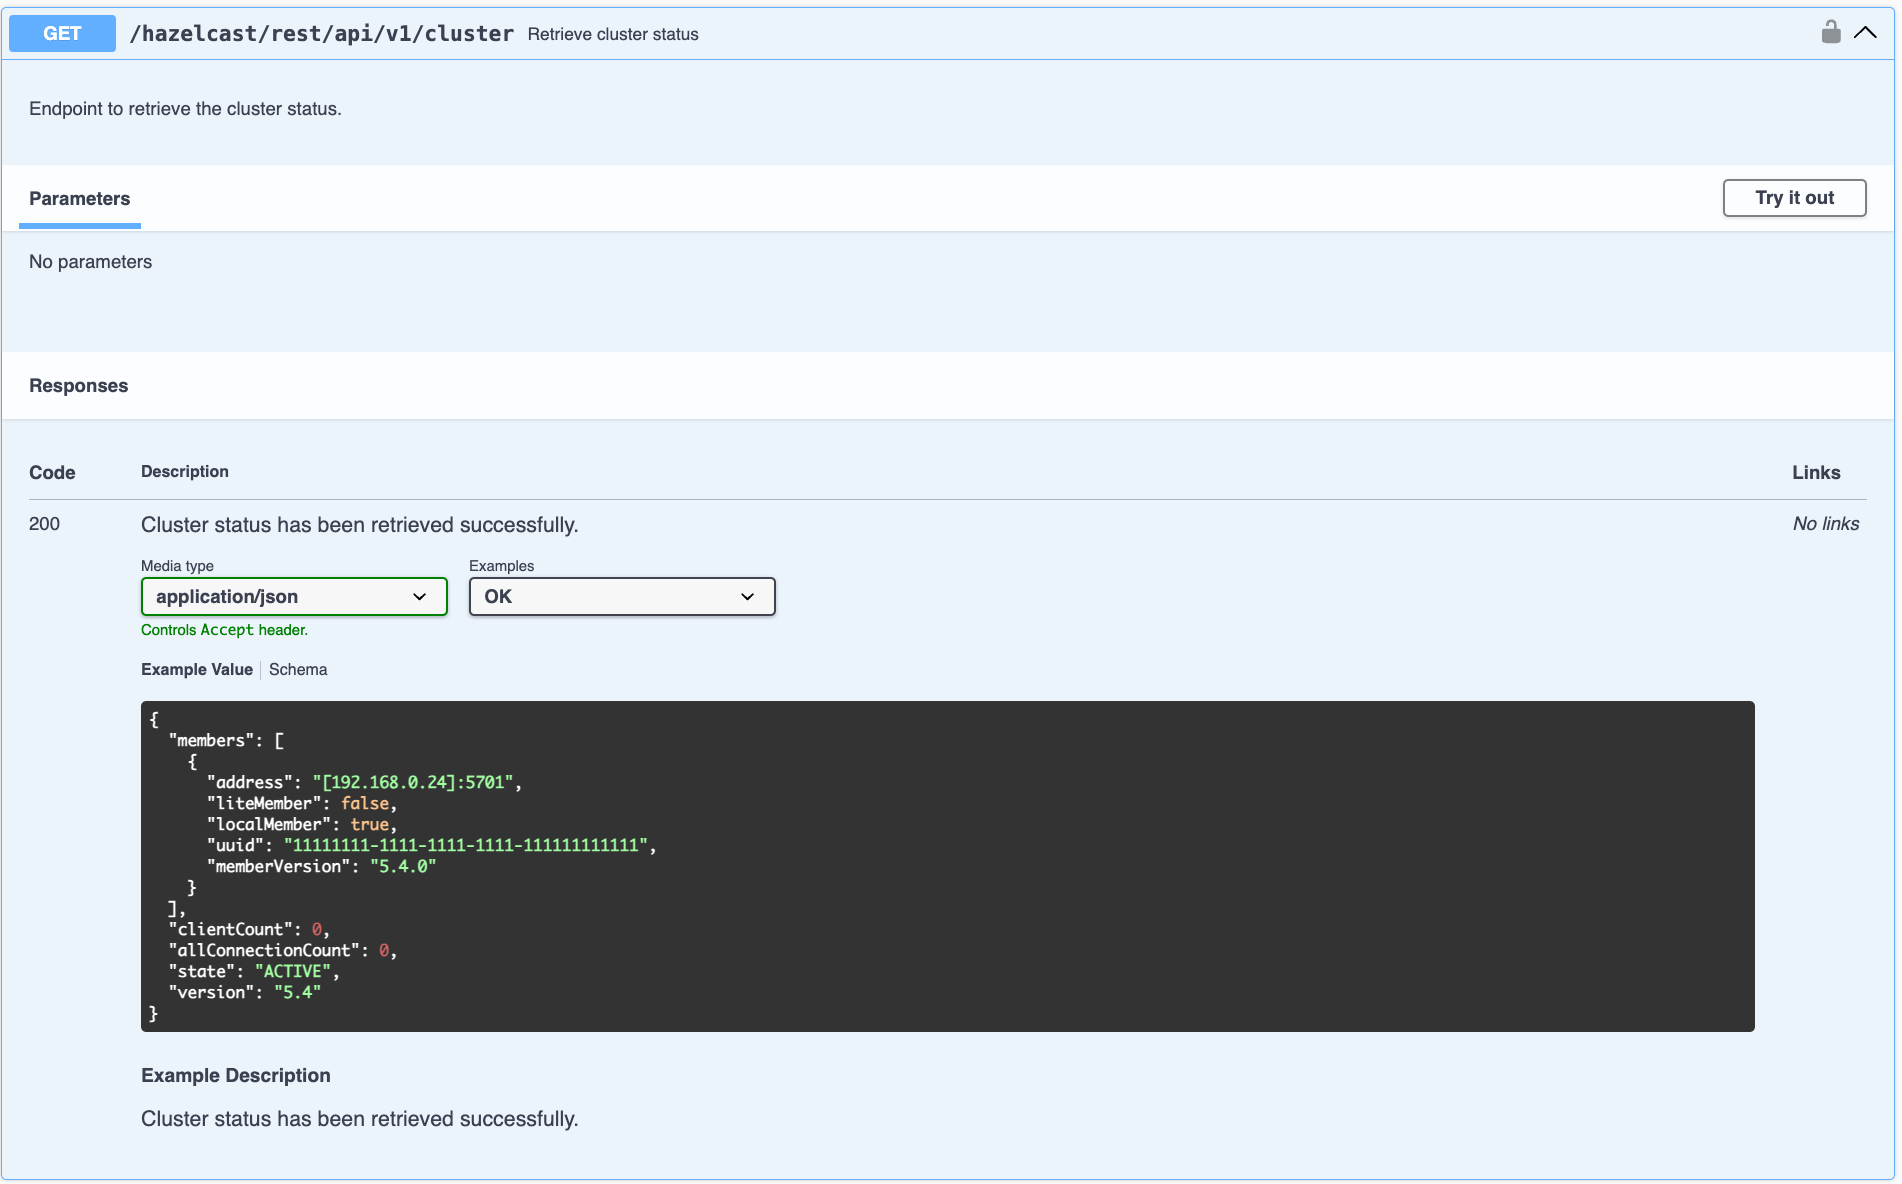 GET /hazelcast/rest/api/v1/cluster Retrieve cluster status
Endpoint to retrieve the cluster status.
Parameters
Try it out
No parameters
Responses
Code Description Links
200 Cluster status has been retrieved successfully. No links
Media type Examples
application/json OK
Controls Accept header.
Example Value Schema
{
  "members": [
    {
      "address": "[192.168.0.24]:5701",
      "liteMember": false,
      "localMember": true,
      "uuid": "11111111-1111-1111-1111-111111111111",
      "memberVersion": "5.4.0"
    }
  ],
  "clientCount": 0,
  "allConnectionCount": 0,
  "state": "ACTIVE",
  "version": "5.4"
}
Example Description
Cluster status has been retrieved successfully.